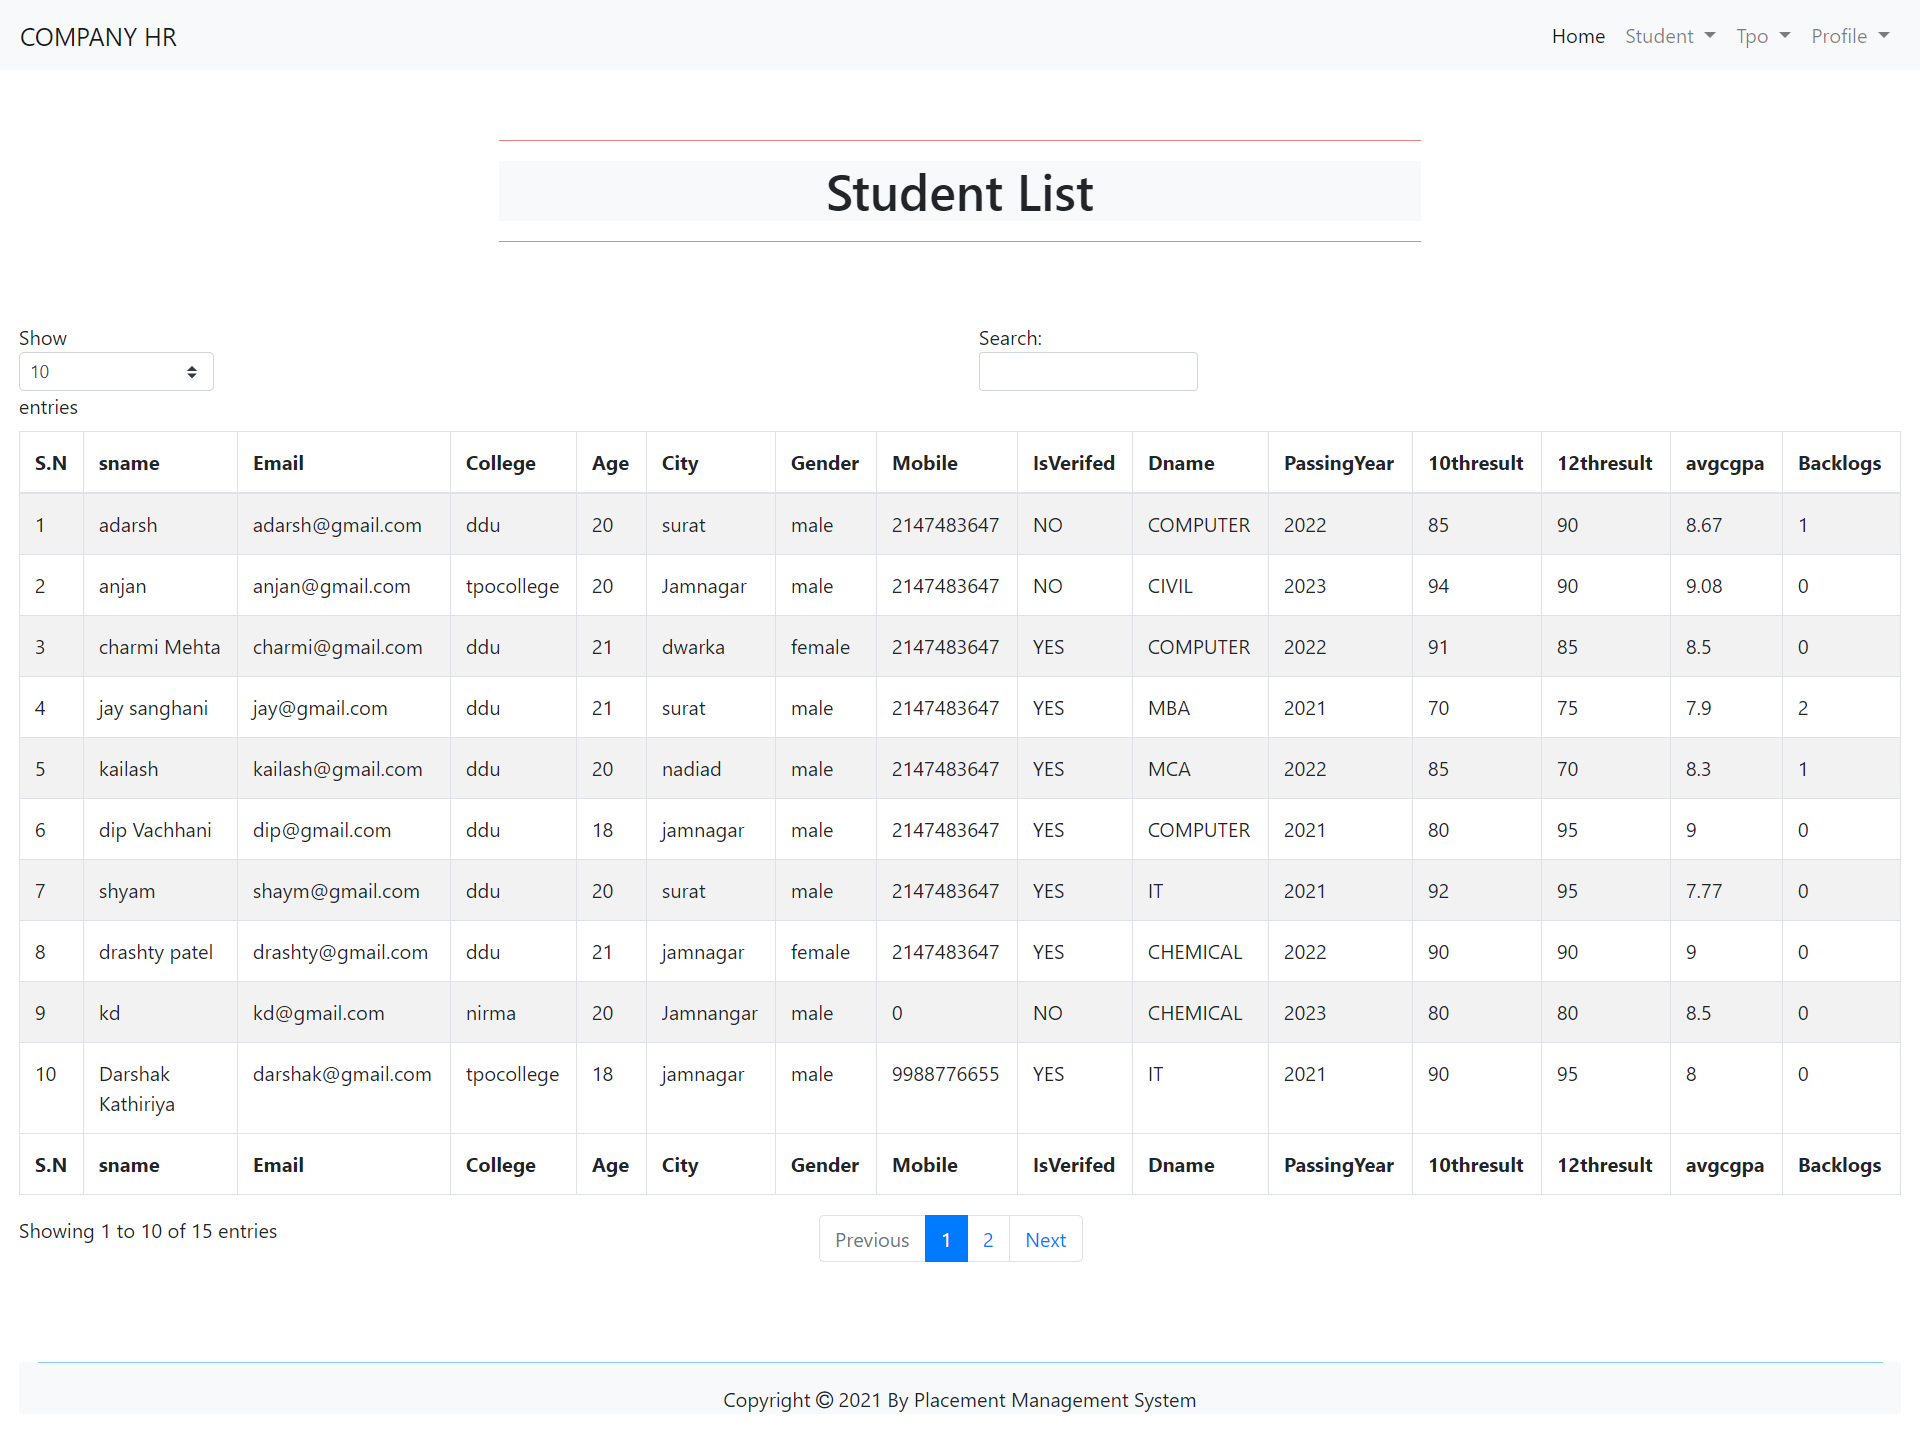 COMPANY HR Home Student Tpo Profile
Student List
Show Search:
10
entries
S.N sname Email College Age City Gender Mobile IsVerifed Dname PassingYear 10thresult 12thresult avgcgpa Backlogs
1 adarsh adarsh@gmail.com ddu 20 surat male 2147483647 NO COMPUTER 2022 85 90 8.67 1
2 anjan anjan@gmail.com tpocollege 20 Jamnagar male 2147483647 NO CIVIL 2023 94 90 9.08 0
3 charmi Mehta charmi@gmail.com ddu 21 dwarka female 2147483647 YES COMPUTER 2022 91 85 8.5 0
4 jay sanghani jay@gmail.com ddu 21 surat male 2147483647 YES MBA 2021 70 75 7.9 2
5 kailash kailash@gmail.com ddu 20 nadiad male 2147483647 YES MCA 2022 85 70 8.3 1
6 dip Vachhani dip@gmail.com ddu 18 jamnagar male 2147483647 YES COMPUTER 2021 80 95 9 0
7 shyam shaym@gmail.com ddu 20 surat male 2147483647 YES IT 2021 92 95 7.77 0
8 drashty patel drashty@gmail.com ddu 21 jamnagar female 2147483647 YES CHEMICAL 2022 90 90 9 0
9 kd kd@gmail.com nirma 20 Jamnangar male 0 NO CHEMICAL 2023 80 80 8.5 0
10 Darshak darshak@gmail.com tpocollege 18 jamnagar male 9988776655 YES IT 2021 90 95 8 0
Kathiriya
S.N sname Email College Age City Gender Mobile IsVerifed Dname PassingYear 10thresult 12thresult avgcgpa Backlogs
Showing 1 to 10 of 15 entries Previous 1 2 Next
Copyright © 2021 By Placement Management System